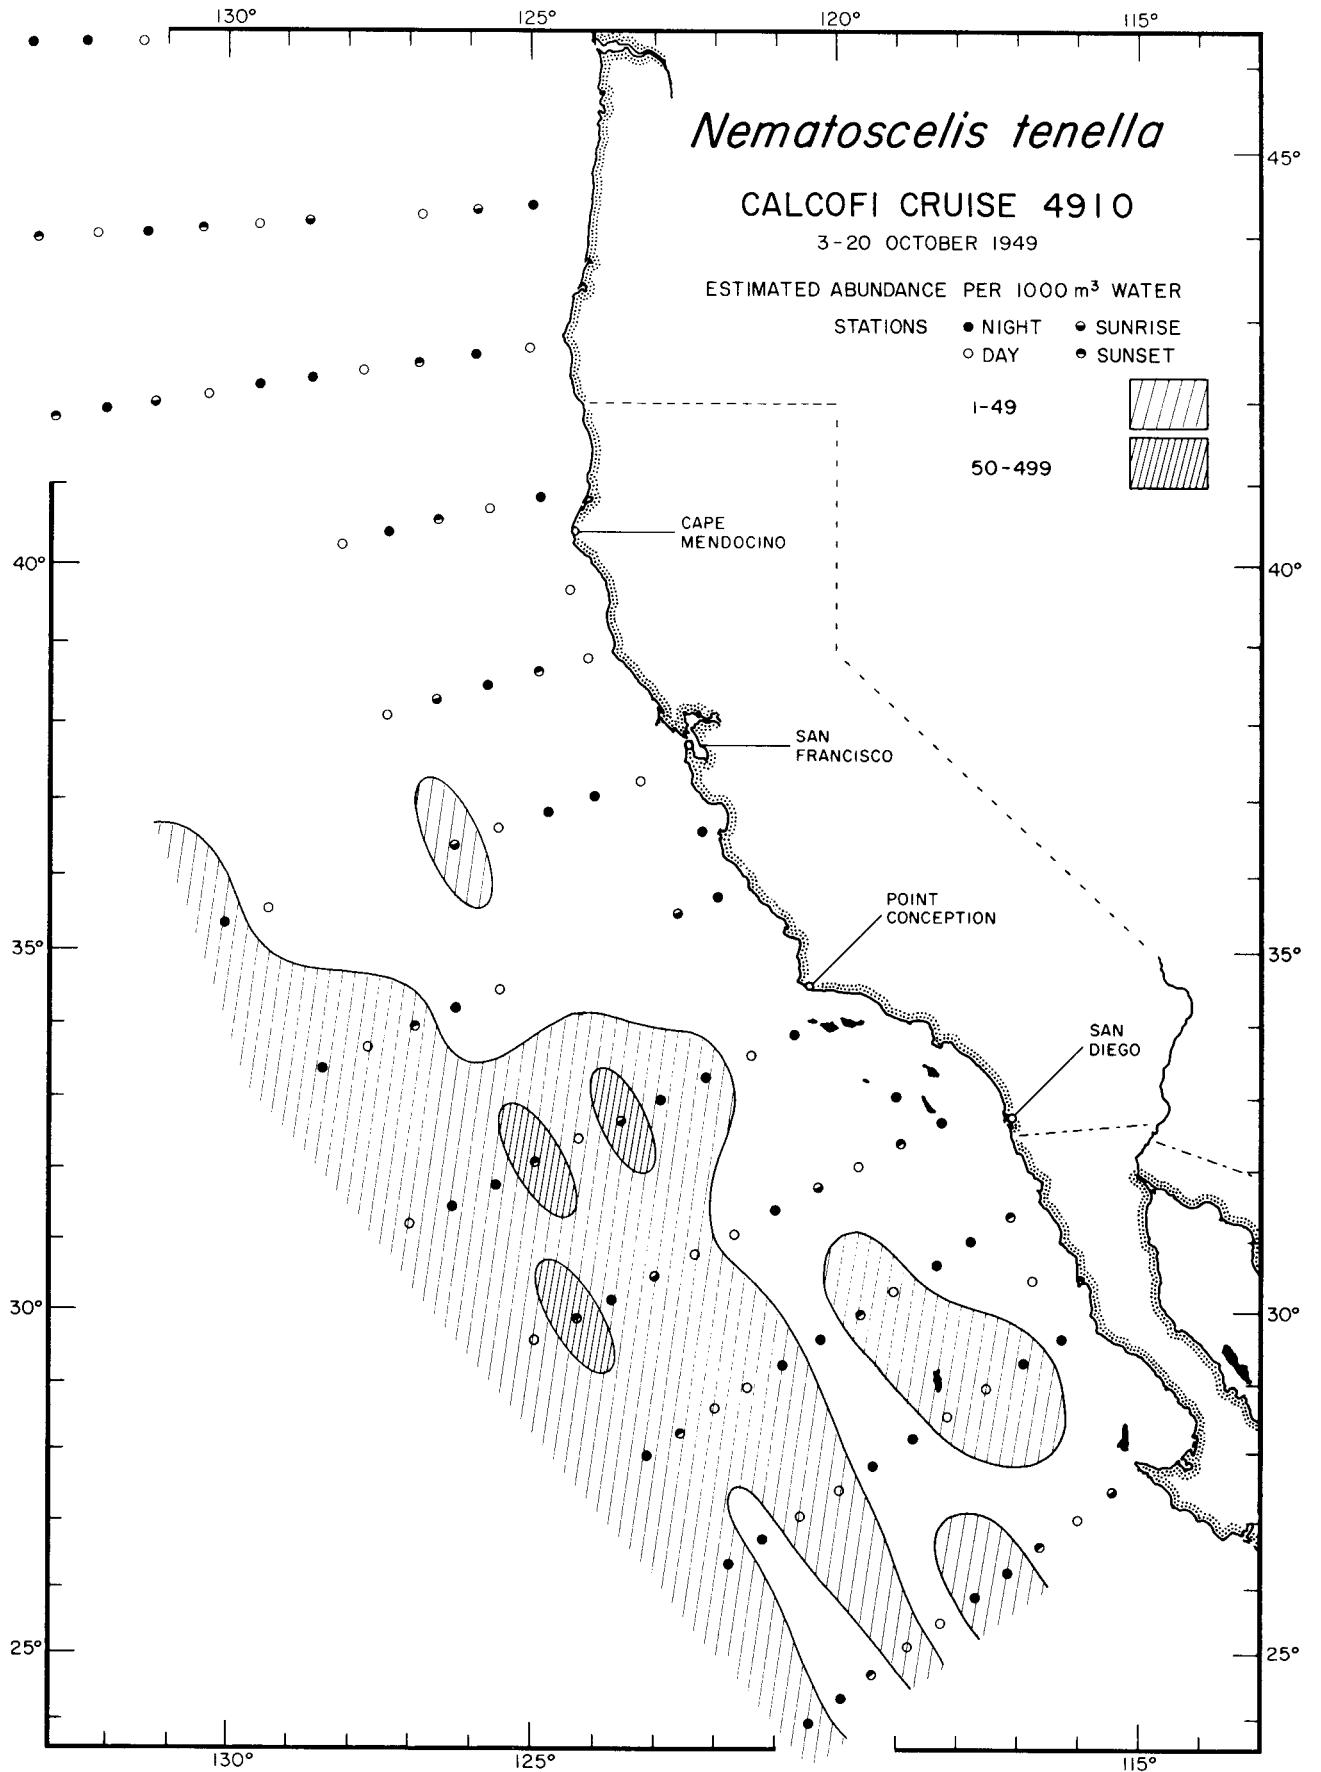 130° 125° 120° 115°
Nematoscelis tenella
45°
CALCOFI CRUISE 4910
3-20 OCTOBER 1949
ESTIMATED ABUNDANCE PER 1000 m³ WATER
STATIONS NIGHT SUNRISE
DAY SUNSET
1-49
50-499
CAPE
MENDOCINO
40° 40°
SAN
FRANCISCO
POINT
CONCEPTION
35° 35°
SAN
DIEGO
30° 30°
25° 25°
130° 125° 115°